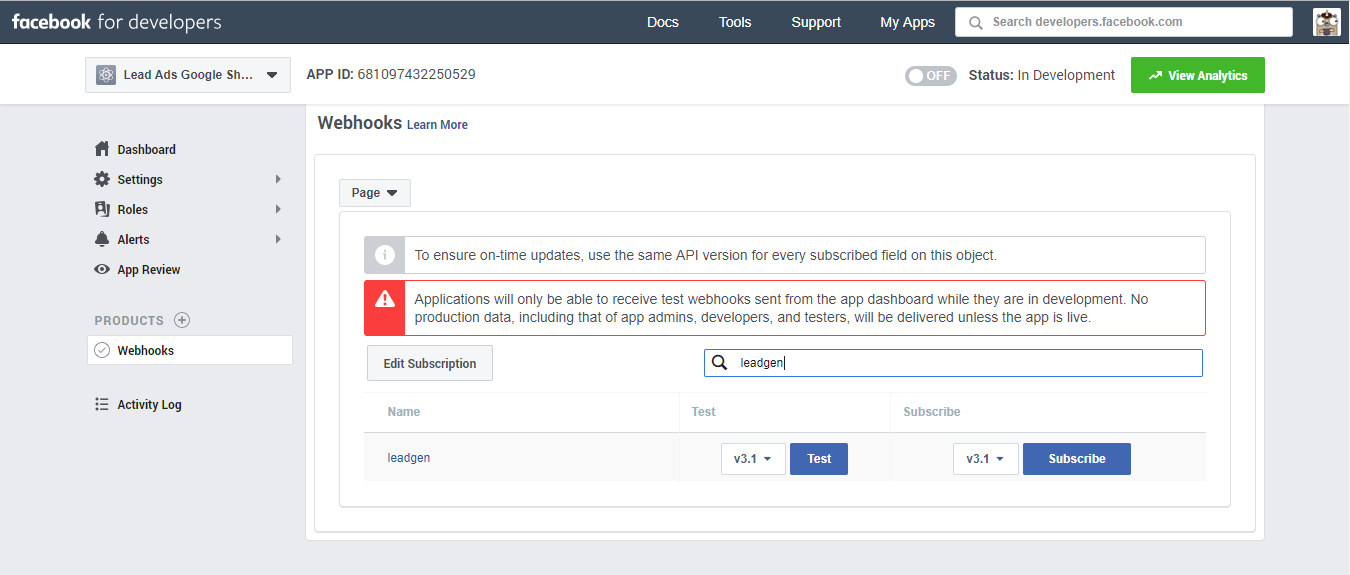 facebook for developers
Docs
Tools
Support
My Apps
Search developers.facebook.com
Lead Ads Google Sh...
APP ID: 681097432250529
OFF
Status: In Development
View Analytics
Dashboard
Settings
Roles
Alerts
App Review
PRODUCTS
Webhooks
Activity Log
Webhooks Learn More
Page
To ensure on-time updates, use the same API version for every subscribed field on this object.
Applications will only be able to receive test webhooks sent from the app dashboard while they are in development. No
production data, including that of app admins, developers, and testers, will be delivered unless the app is live.
Edit Subscription
leadgen
Name
Test
Subscribe
leadgen
v3.1
Test
v3.1
Subscribe